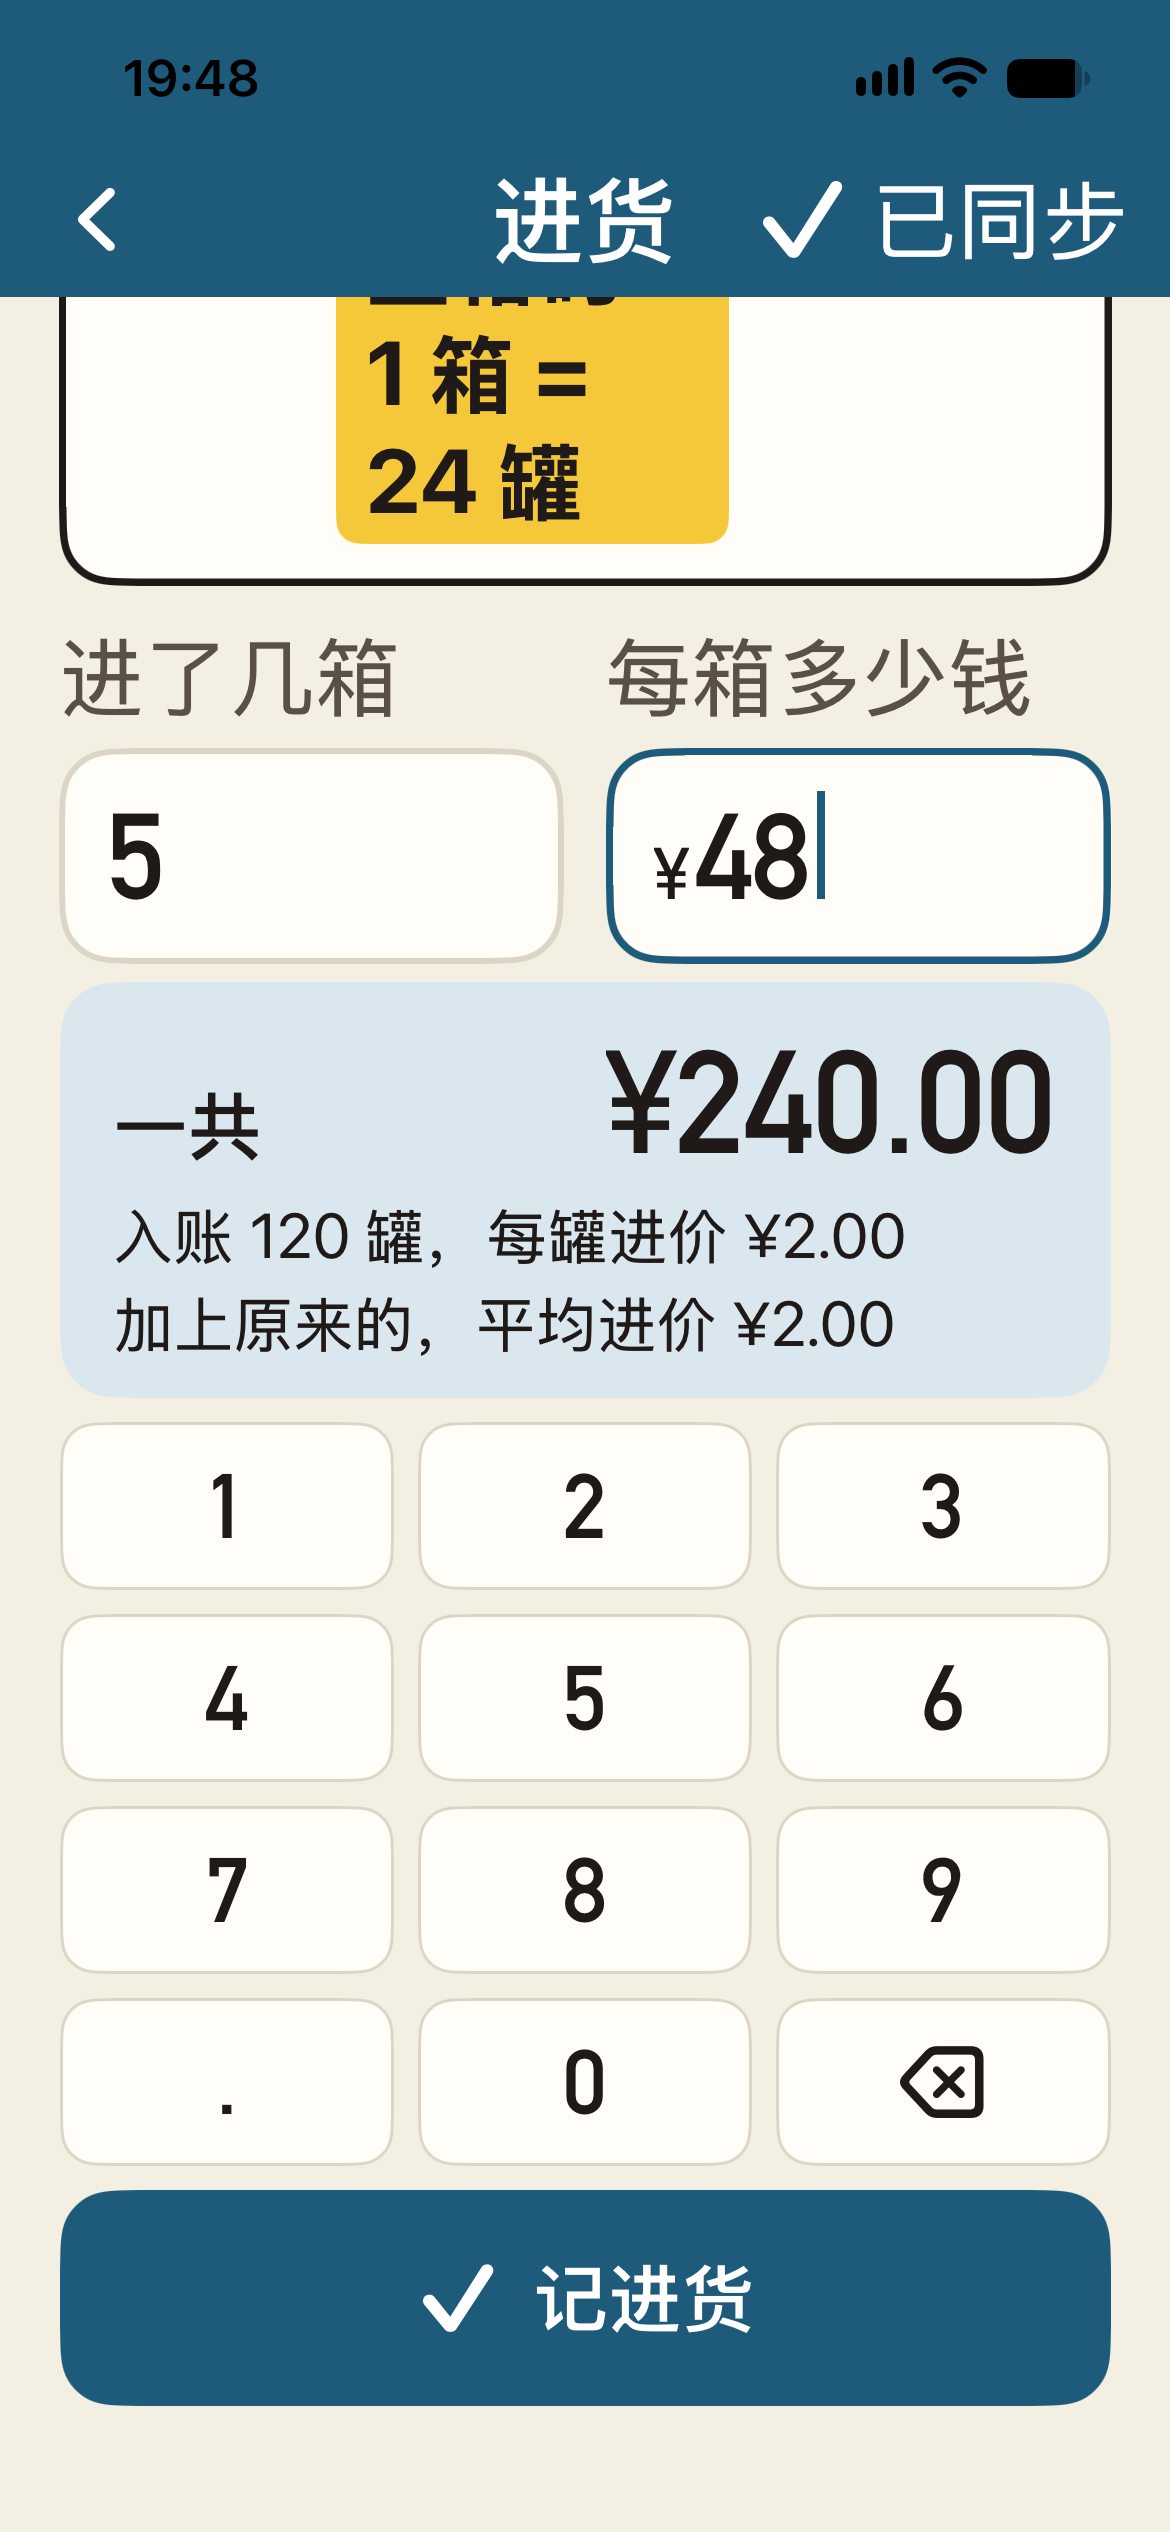 19:48
进货 已同步
1 箱 =
24 罐
进了几箱 每箱多少钱
5 ¥48
一共 ¥240.00
入账 120 罐，每罐进价 ¥2.00
加上原来的，平均进价 ¥2.00
1 2 3
4 5 6
7 8 9
. 0
记进货